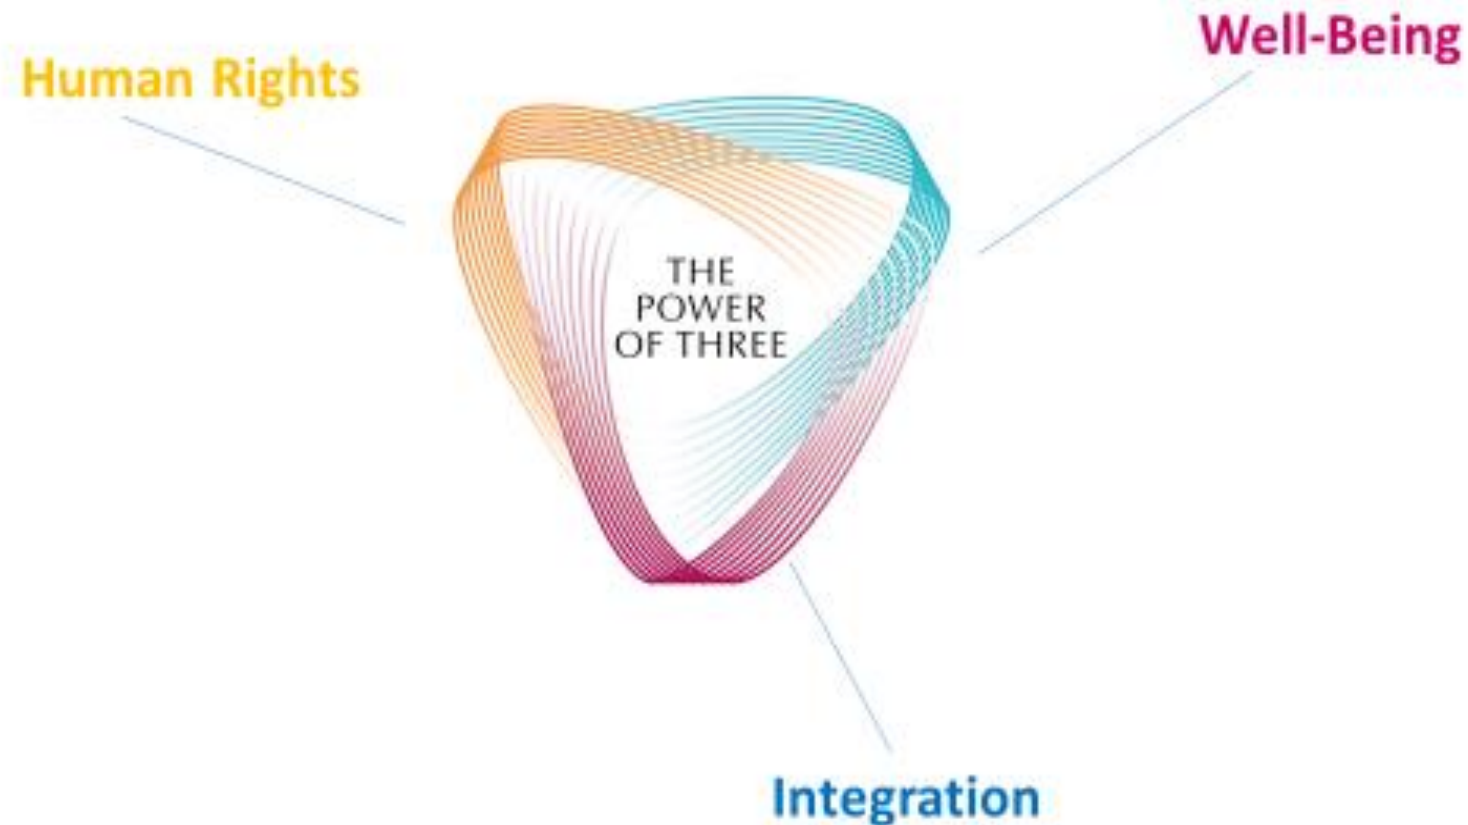 Well-Being
Human Rights
THE
POWER
OF THREE
Integration